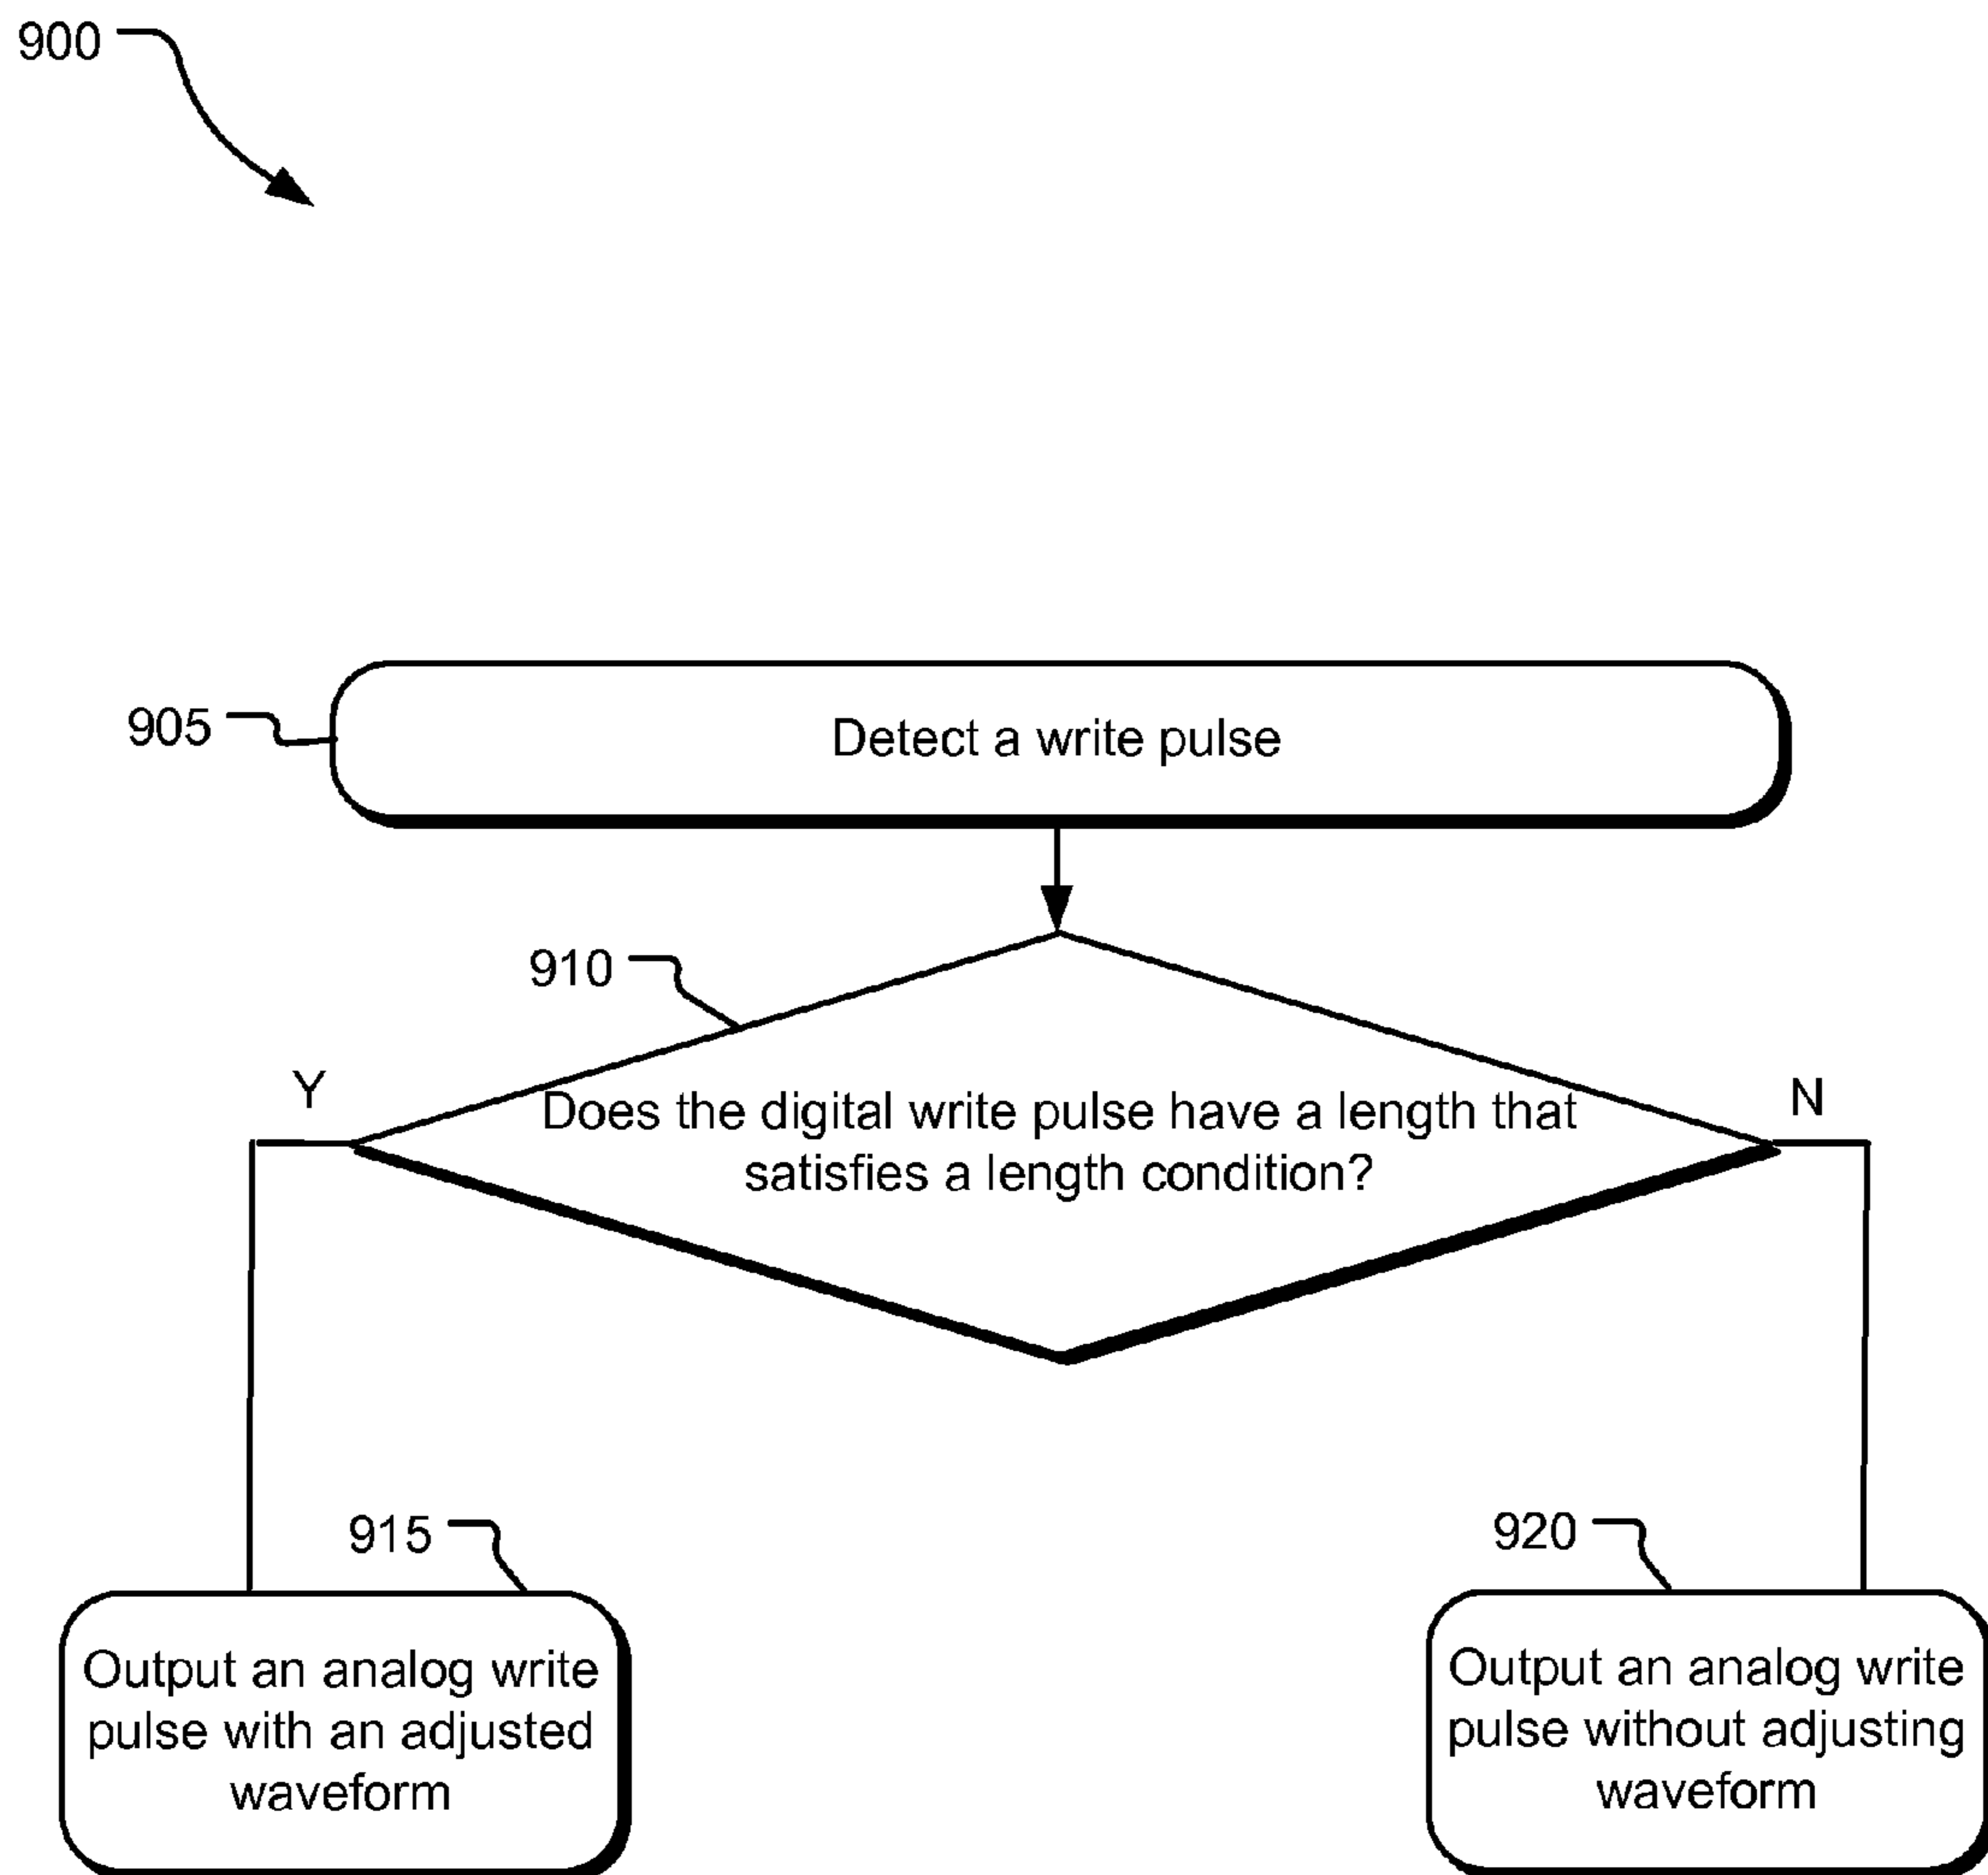 900
905
Detect a write pulse
910
Y
N
Does the digital write pulse have a length that
satisfies a length condition?
915
920
Output an analog write
pulse with an adjusted
waveform
Output an analog write
pulse without adjusting
waveform